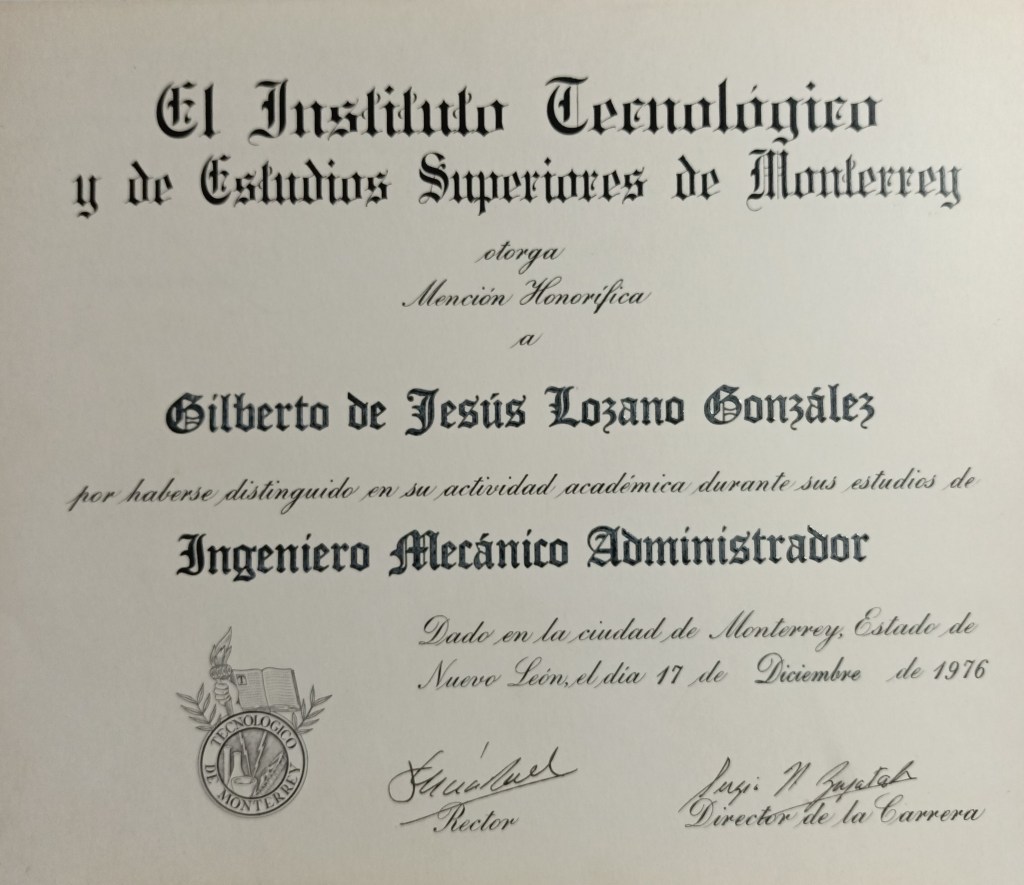 El Instituto Tecnológico
y de Estudios Superiores de Monterrey
otorga
Mención Honorífica
a
Gilberto de Jesús Lozano González
por haberse distinguido en su actividad académica durante sus estudios de
Ingeniero Mecánico Administrador
Dado en la ciudad de Monterrey, Estado de
Nuevo León, el día 17 de Diciembre de 1976
TECNOLOGICO
DE MONTERREY
Rector
Sergio
Director de la Carrera